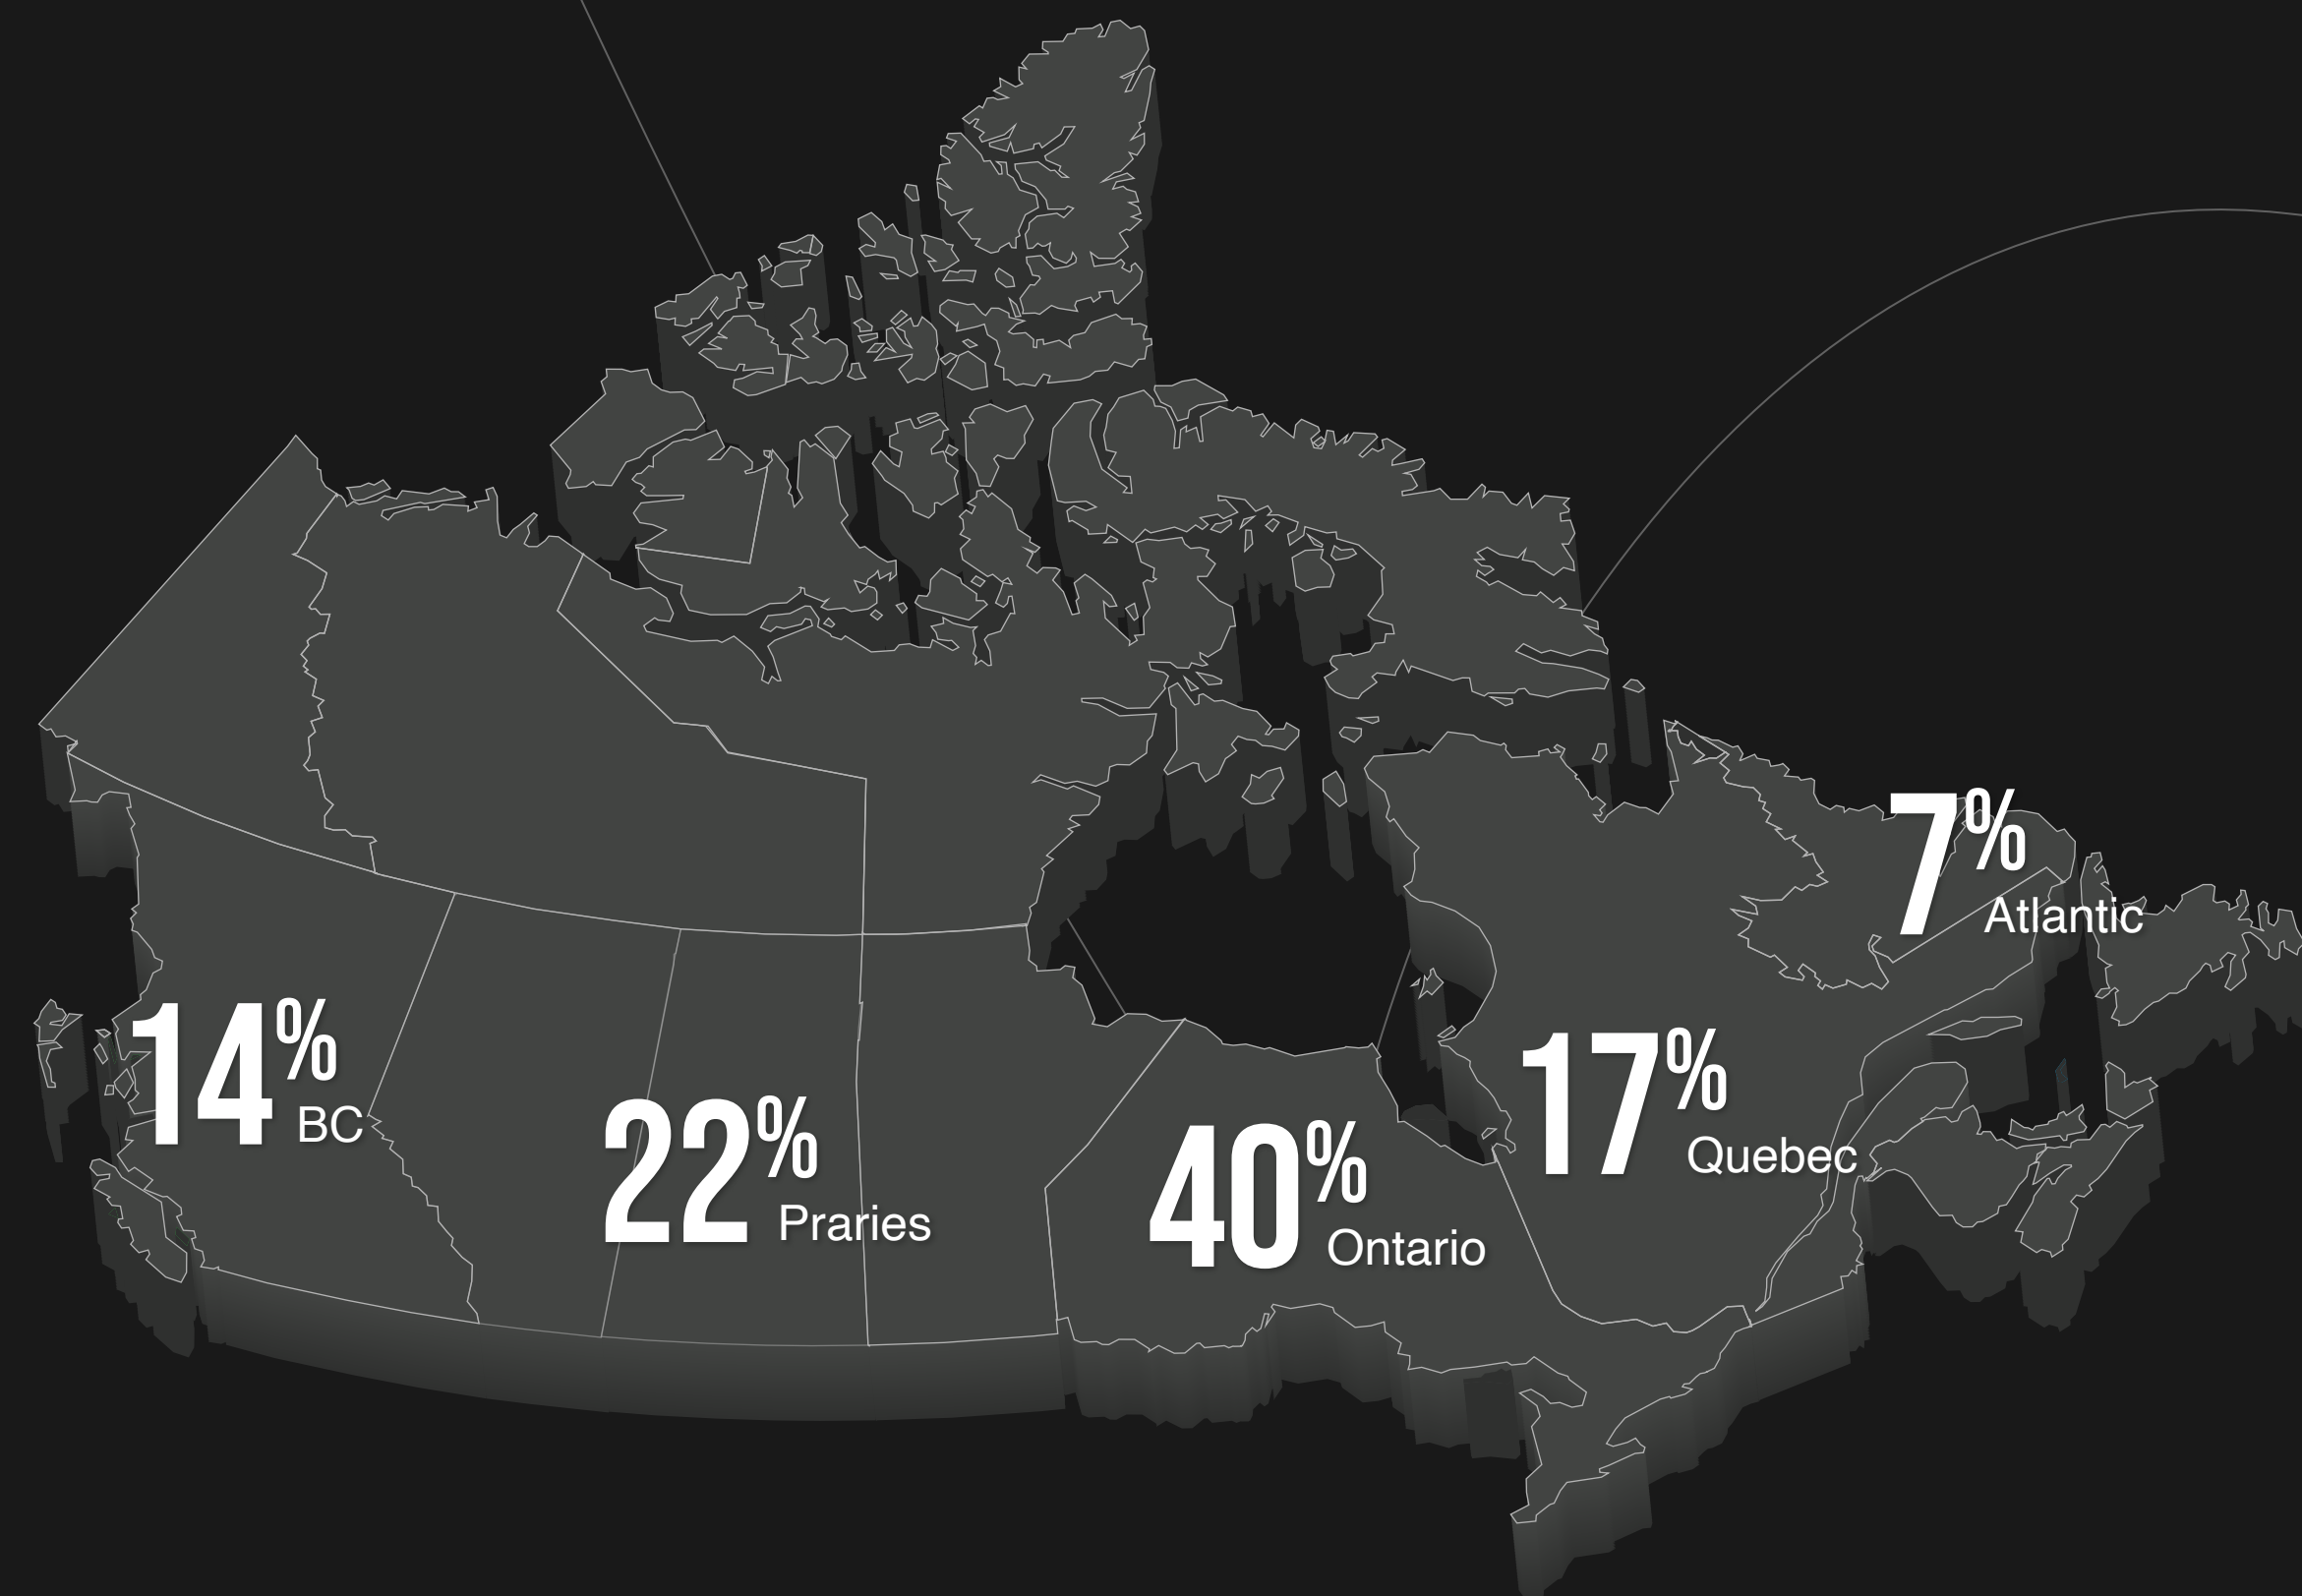 7%
Atlantic
14%
BC
17%
Quebec
22%
Praries
40%
Ontario